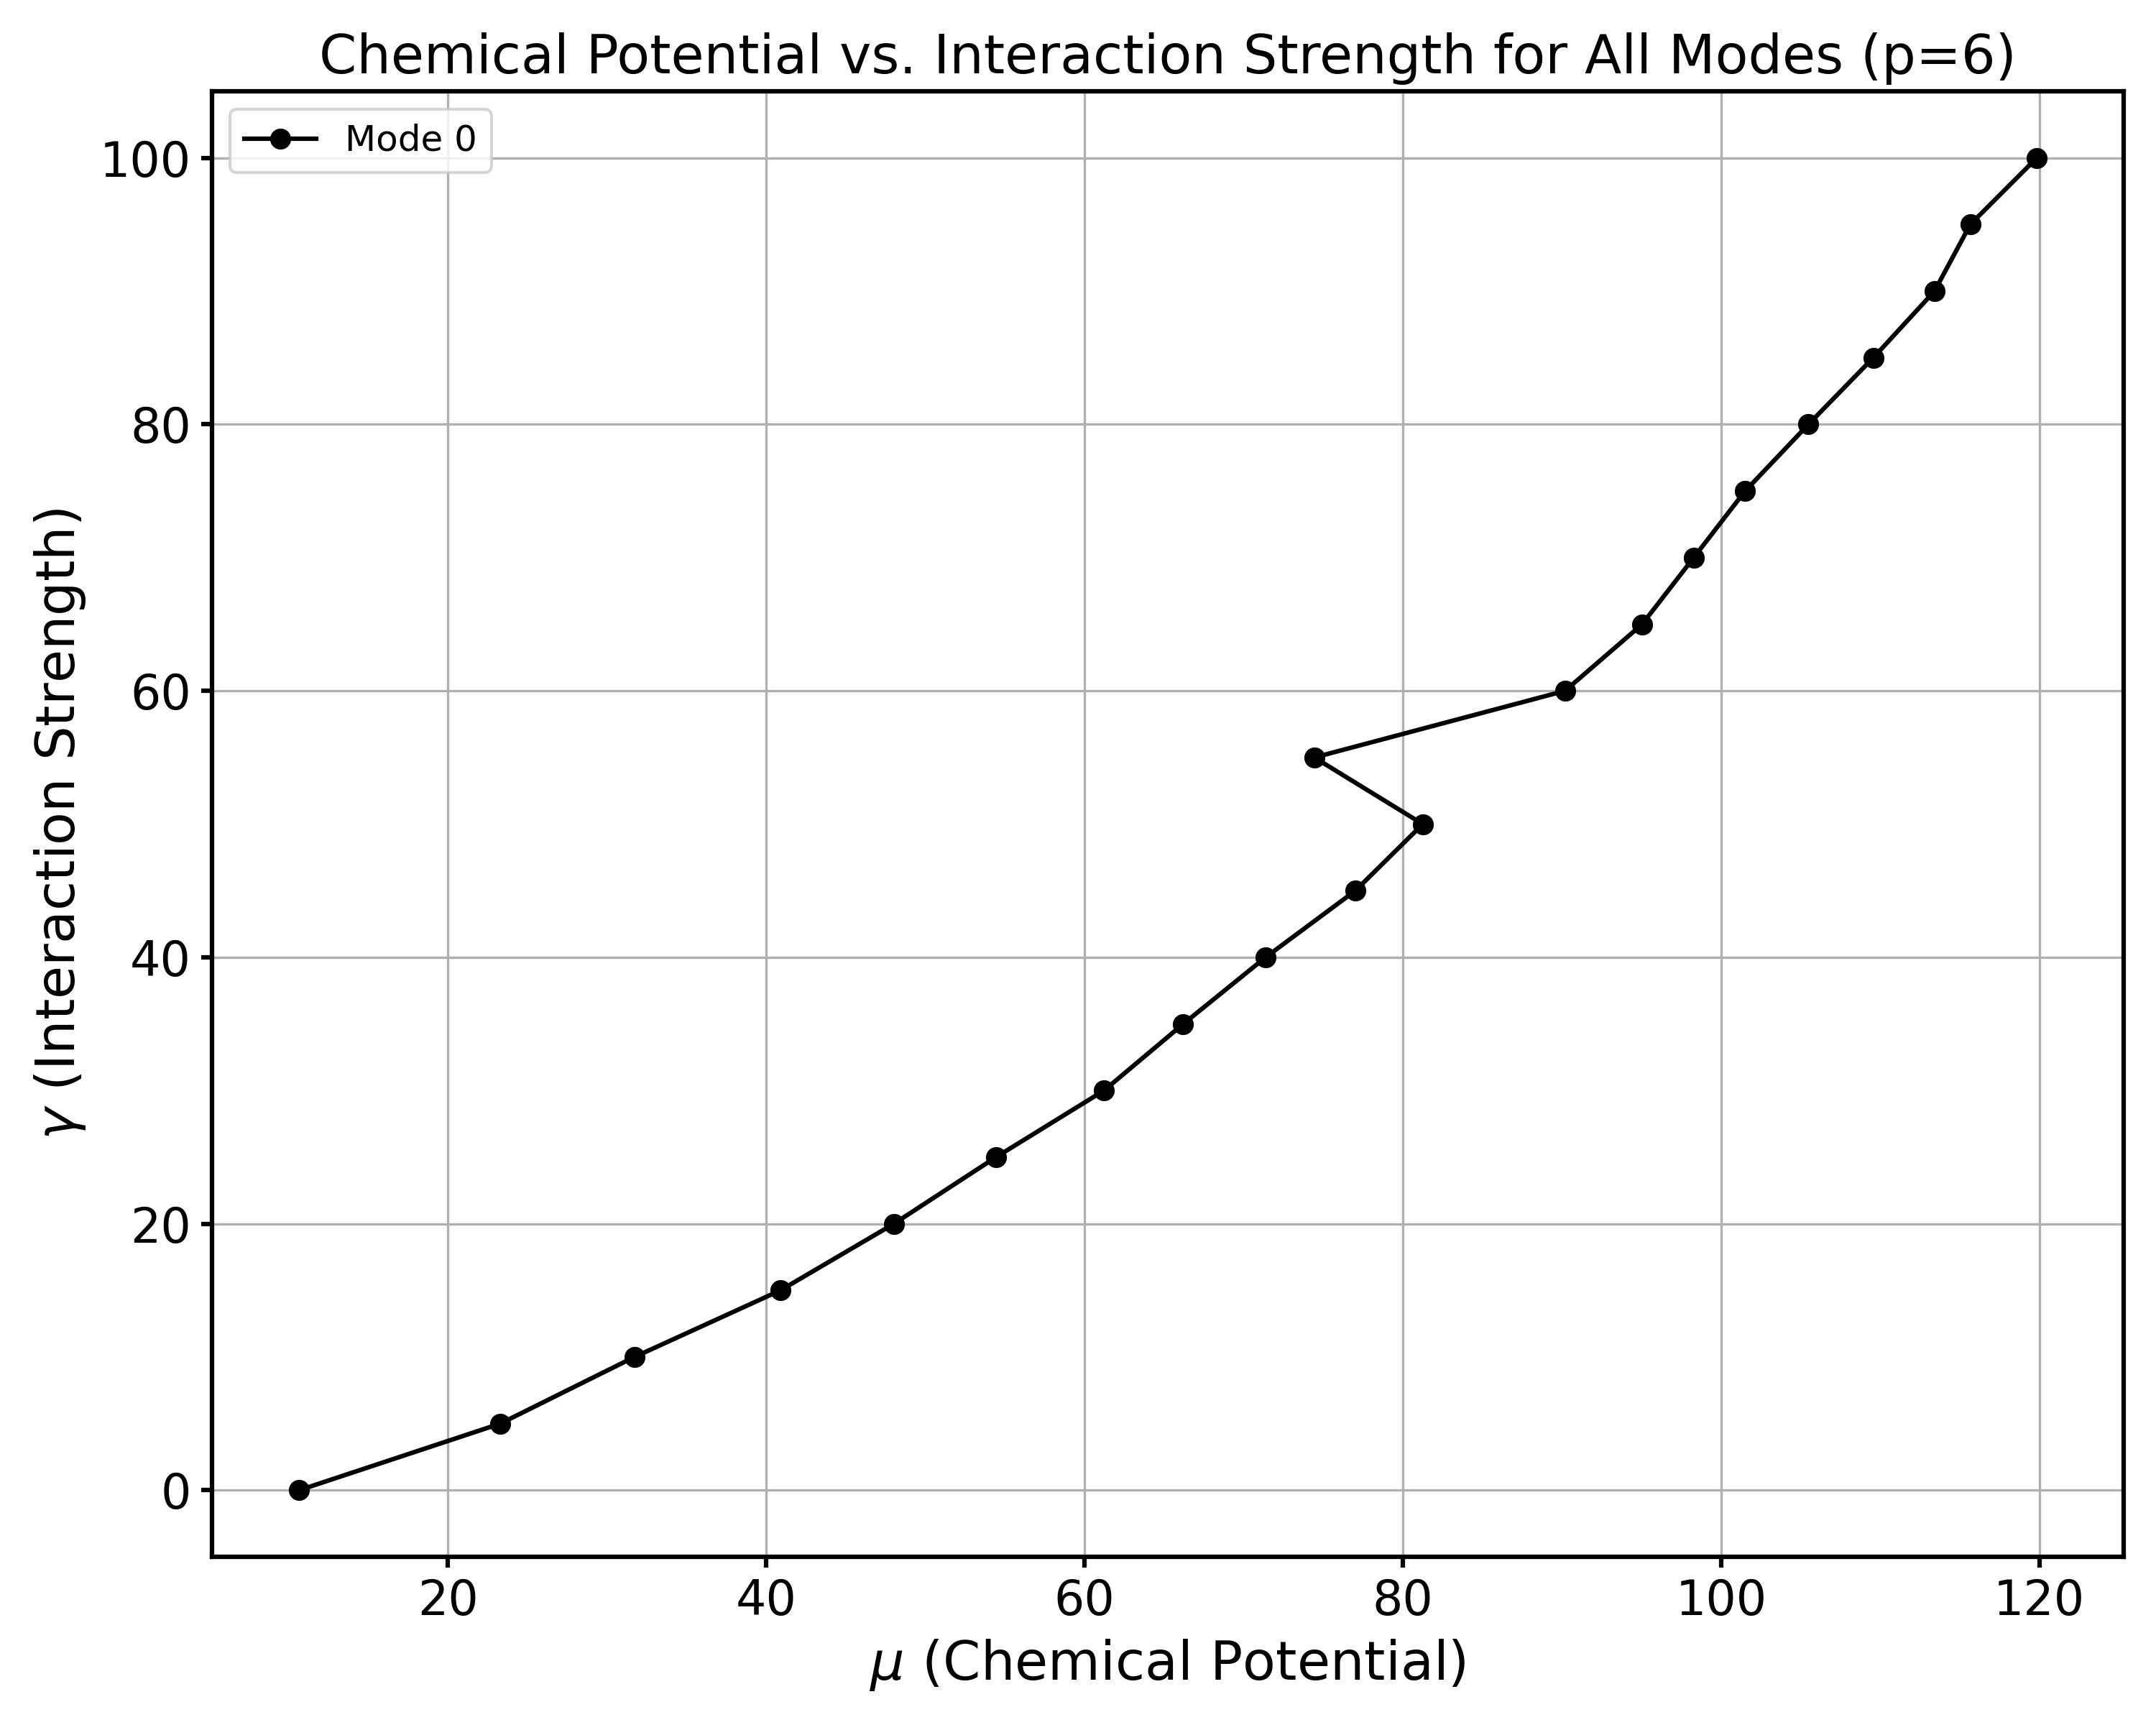 Chemical Potential vs. Interaction Strength for All Modes (p=6)
Mode 0
γ (Interaction Strength)
100
80
60
40
20
0
20 40 60 80 100 120
μ (Chemical Potential)